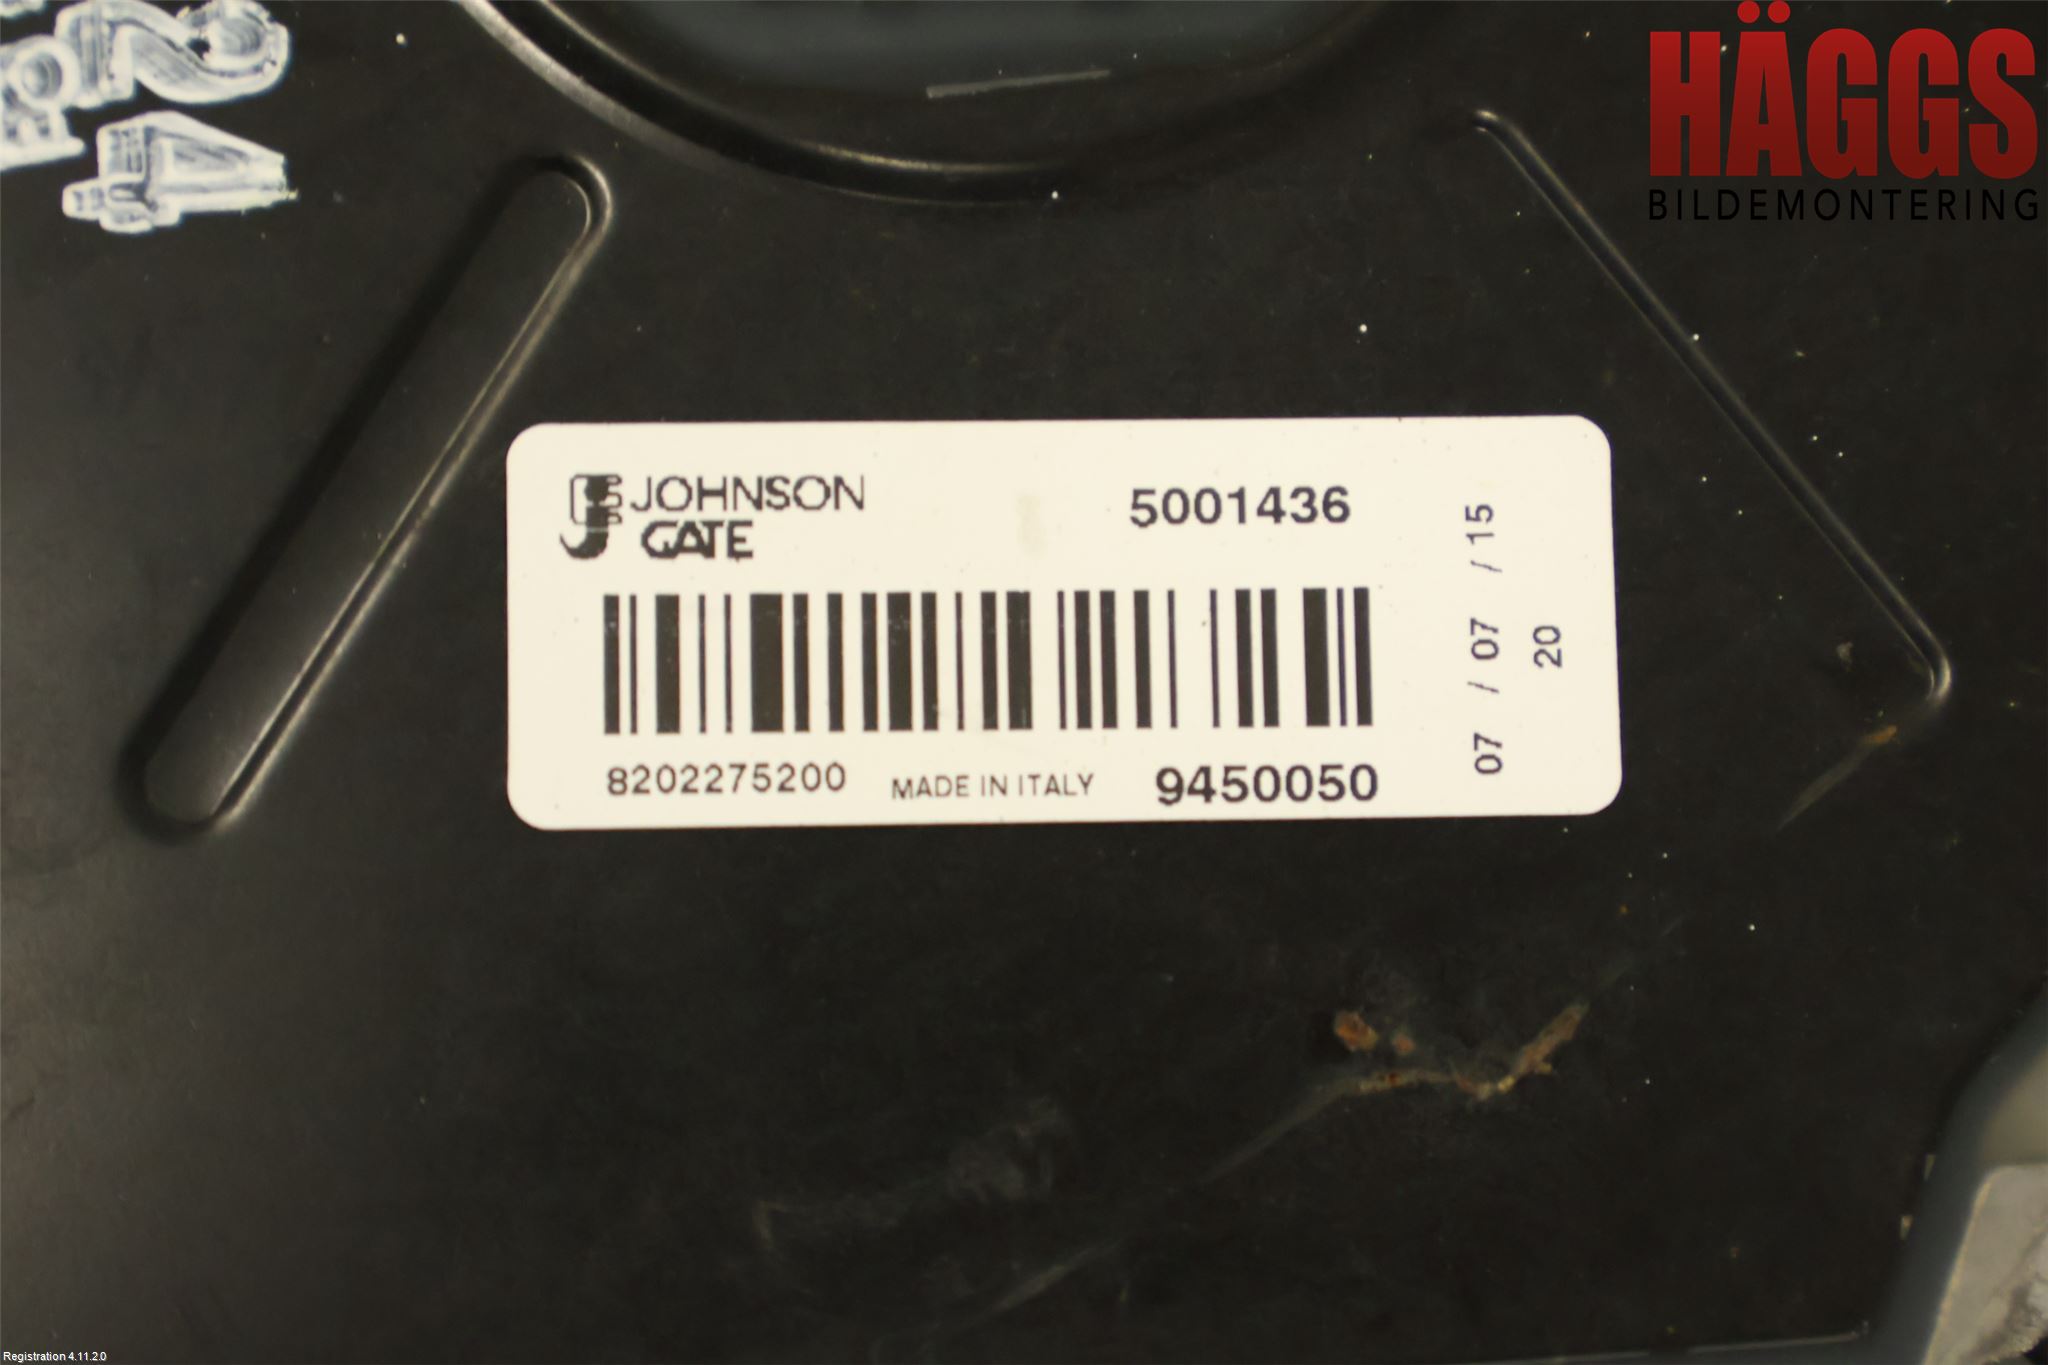 HÄGGS
BILDEMONTERING
JOHNSON
GATE
5001436
8202275200 MADE IN ITALY 9450050
07 / 07 / 15
20
4
Registration 4.11.2.0